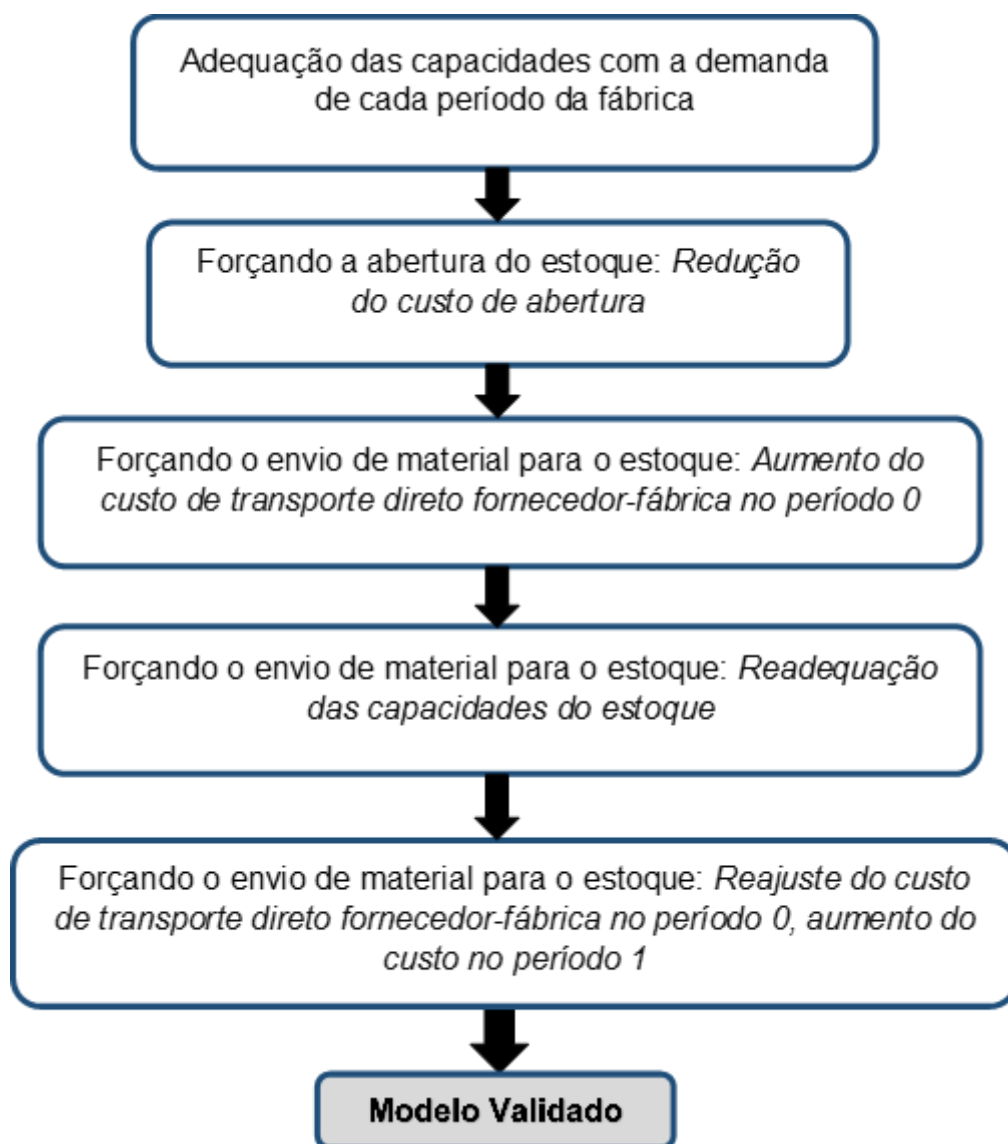 Adequação das capacidades com a demanda
de cada período da fábrica
Forçando a abertura do estoque: Redução
do custo de abertura
Forçando o envio de material para o estoque: Aumento do
custo de transporte direto fornecedor-fábrica no período 0
Forçando o envio de material para o estoque: Readequação
das capacidades do estoque
Forçando o envio de material para o estoque: Reajuste do custo
de transporte direto fornecedor-fábrica no período 0, aumento do
custo no período 1
Modelo Validado